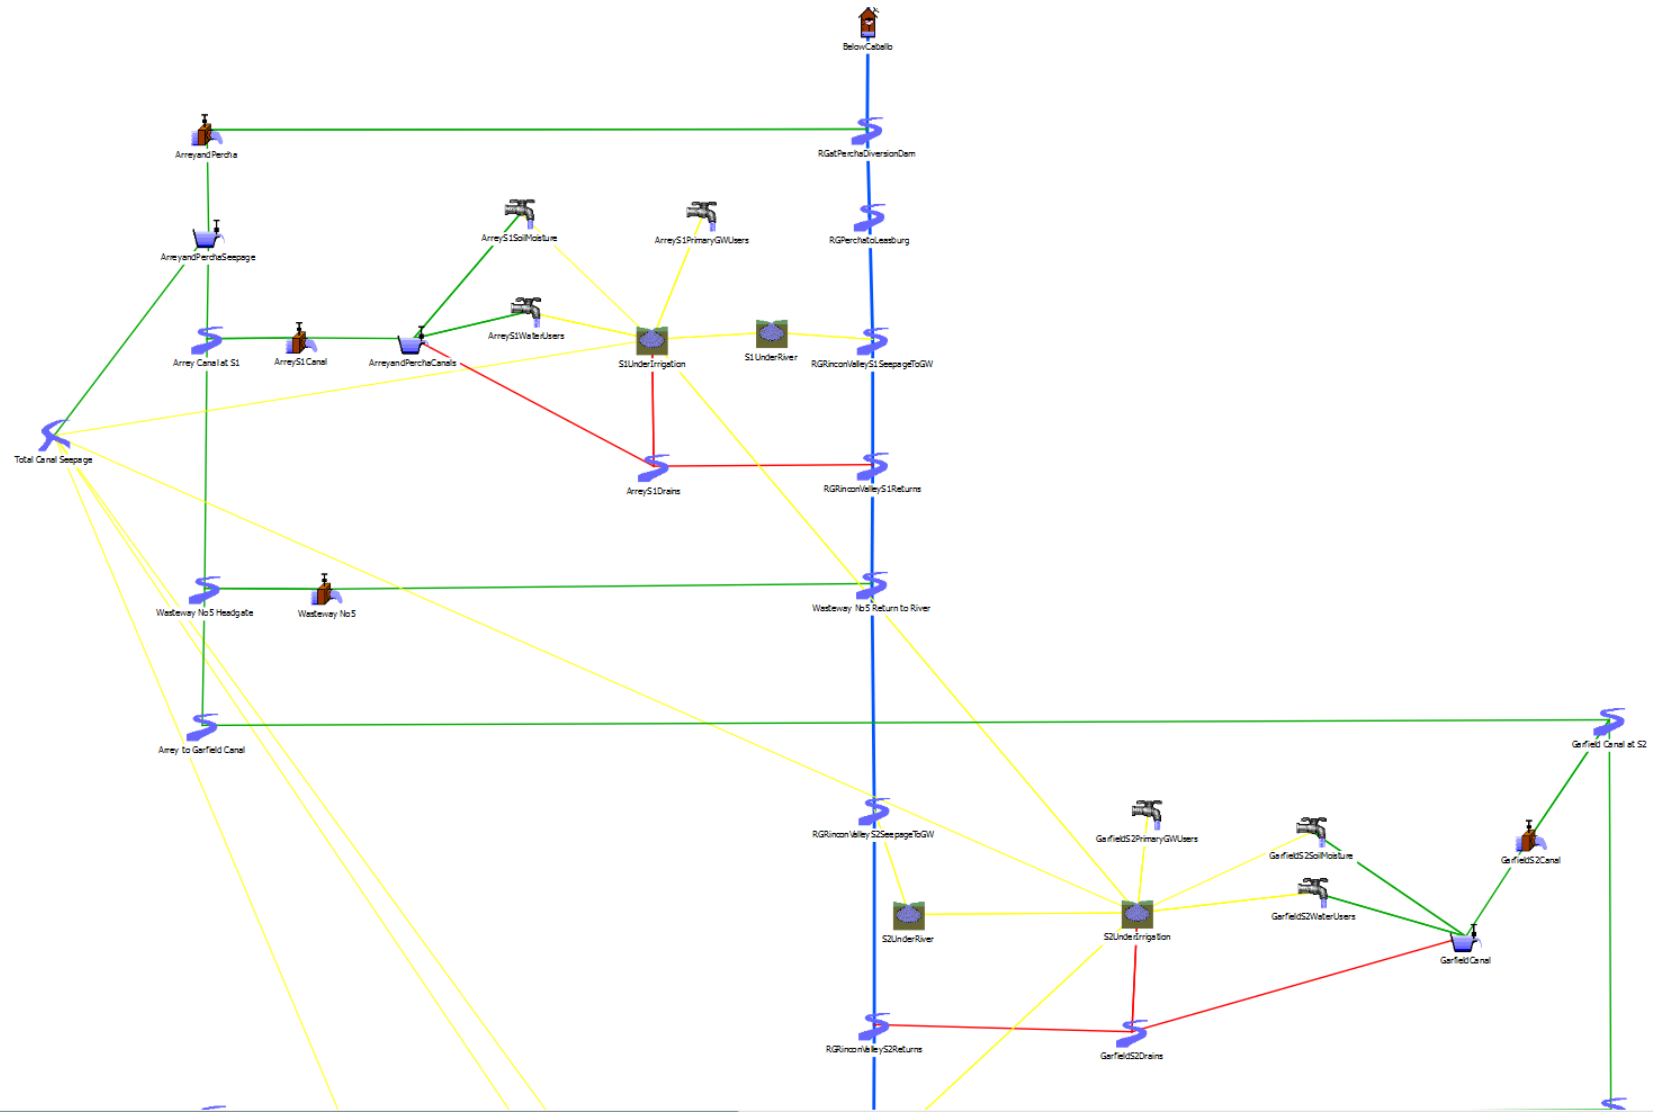 BelowCaballo
ArreyandPercha
RGatPerchaDiversionDam
ArreyS1SoilMoisture
ArreyS1PrimaryGWUsers
RGPerchatoLeasburg
ArreyandPerchaSeepage
ArreyS1WaterUsers
S1UnderRiver
Array Canal at S1
ArreyS1Canal
ArreyandPerchaCanals
S1UnderIrrigation
RGRinconValleyS1SeepageToGW
Total Canal Seepage
ArreyS1Drains
RGRinconValleyS1Returns
Wasteway No5 Headgate
Wasteway No5
Wasteway No5 Return to River
Arrey to Garfield Canal
Garfield Canal at S2
RGRinconValleyS2SeepageToGW
GarfieldS2PrimaryGWUsers
GarfieldS2SoilMoisture
GarfieldS2Canal
GarfieldS2WaterUsers
S2UnderRiver
S2UnderIrrigation
GarfieldCanal
RGRinconValleyS2Returns
GarfieldS2Drains